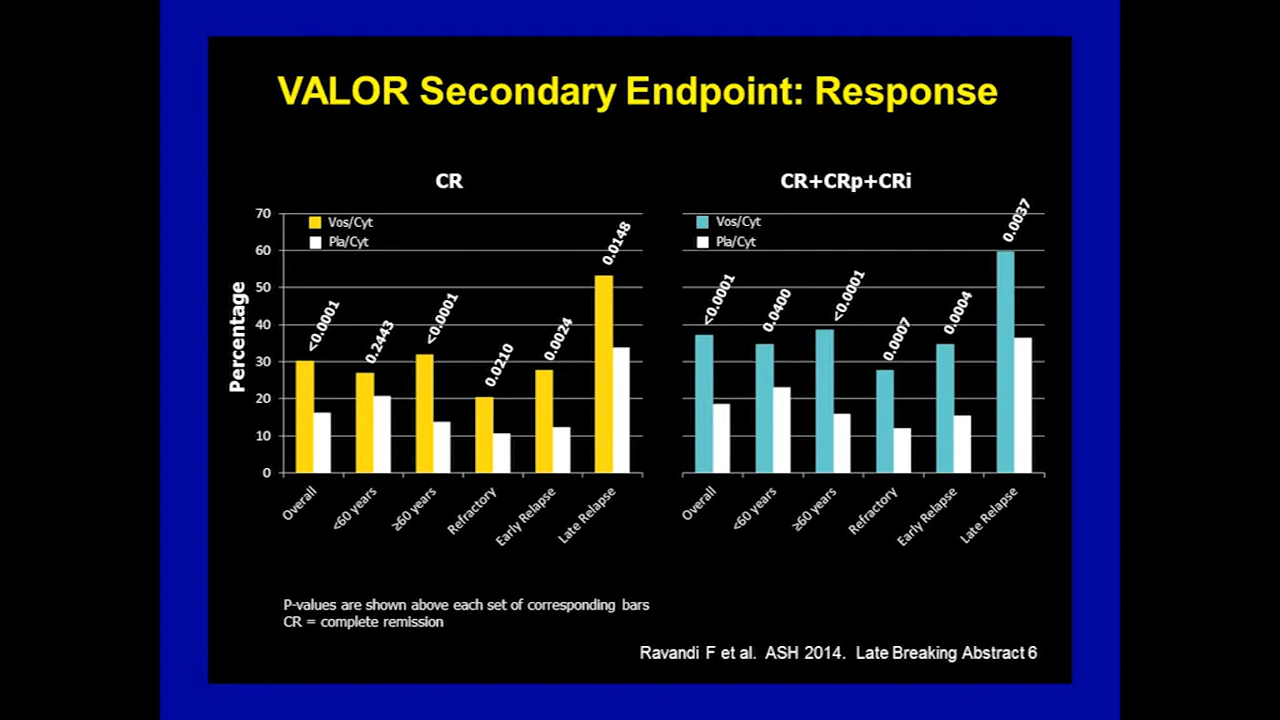 VALOR Secondary Endpoint: Response
CR
CR+CRp+CRi
Percentage
70
60
50
40
30
20
10
0
Vos/Cyt
Pla/Cyt
<0.0001
0.2443
<0.0001
0.0210
0.0024
0.0148
Overall
<60 years
≥60 years
Refractory
Early Relapse
Late Relapse
Vos/Cyt
Pla/Cyt
<0.0001
0.0400
<0.0001
0.0007
0.0004
0.0037
Overall
<60 years
≥60 years
Refractory
Early Relapse
Late Relapse
P-values are shown above each set of corresponding bars
CR = complete remission
Ravandi F et al. ASH 2014. Late Breaking Abstract 6